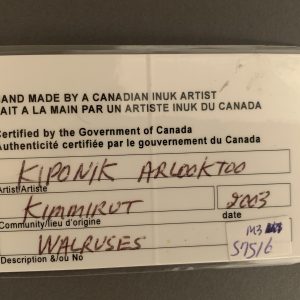 AND MADE BY A CANADIAN INUK ARTIST
AIT A LA MAIN PAR UN ARTISTE INUK DU CANADA
Certified by the Government of Canada
Authenticité certifiée par le gouvernement du Canada
KIPONIK ARLOOKTOO
Artist/Artiste
KIMMIRUT 2003
Community/lieu d'origine date
WALRUSES
Description &/ou No
M3
57516